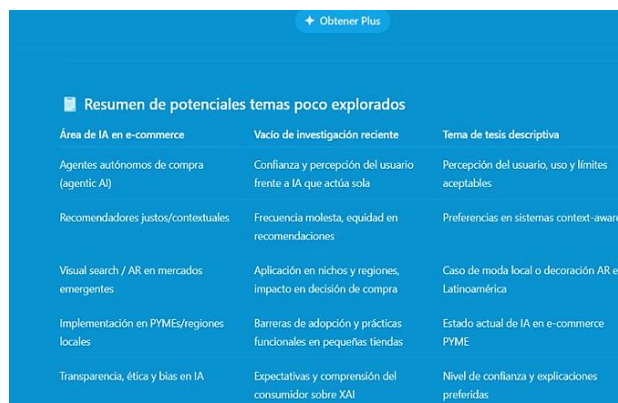 Obtener Plus
Resumen de potenciales temas poco explorados
Área de IA en e-commerce Vacío de investigación reciente Tema de tesis descriptiva
Agentes autónomos de compra Confianza y percepción del usuario Percepción del usuario, uso y límites
(agentic AI) frente a IA que actúa sola aceptables
Recomendadores justos/contextuales Frecuencia molesta, equidad en Preferencias en sistemas context-aware
recomendaciones
Visual search / AR en mercados Aplicación en nichos y regiones, Caso de moda local o decoración AR e
emergentes impacto en decisión de compra Latinoamérica
Implementación en PYMEs/regiones Barreras de adopción y prácticas Estado actual de IA en e-commerce
locales funcionales en pequeñas tiendas PYME
Transparencia, ética y bias en IA Expectativas y comprensión del Nivel de confianza y explicaciones
consumidor sobre XAI preferidas